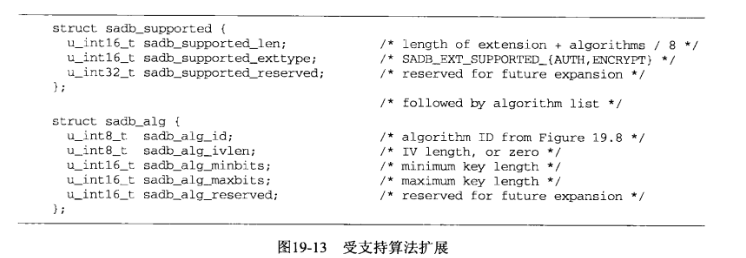 struct sadb_supported {
u_int16_t sadb_supported_len; /* length of extension + algorithms / 8 */
u_int16_t sadb_supported_exttype; /* SADB_EXT_SUPPORTED_{AUTH,ENCRYPT} */
u_int32_t sadb_supported_reserved; /* reserved for future expansion */
};
/* followed by algorithm list */
struct sadb_alg {
u_int8_t sadb_alg_id; /* algorithm ID from Figure 19.8 */
u_int8_t sadb_alg_ivlen; /* IV length, or zero */
u_int16_t sadb_alg_minbits; /* minimum key length */
u_int16_t sadb_alg_maxbits; /* maximum key length */
u_int16_t sadb_alg_reserved; /* reserved for future expansion */
};
图19-13 受支持算法扩展